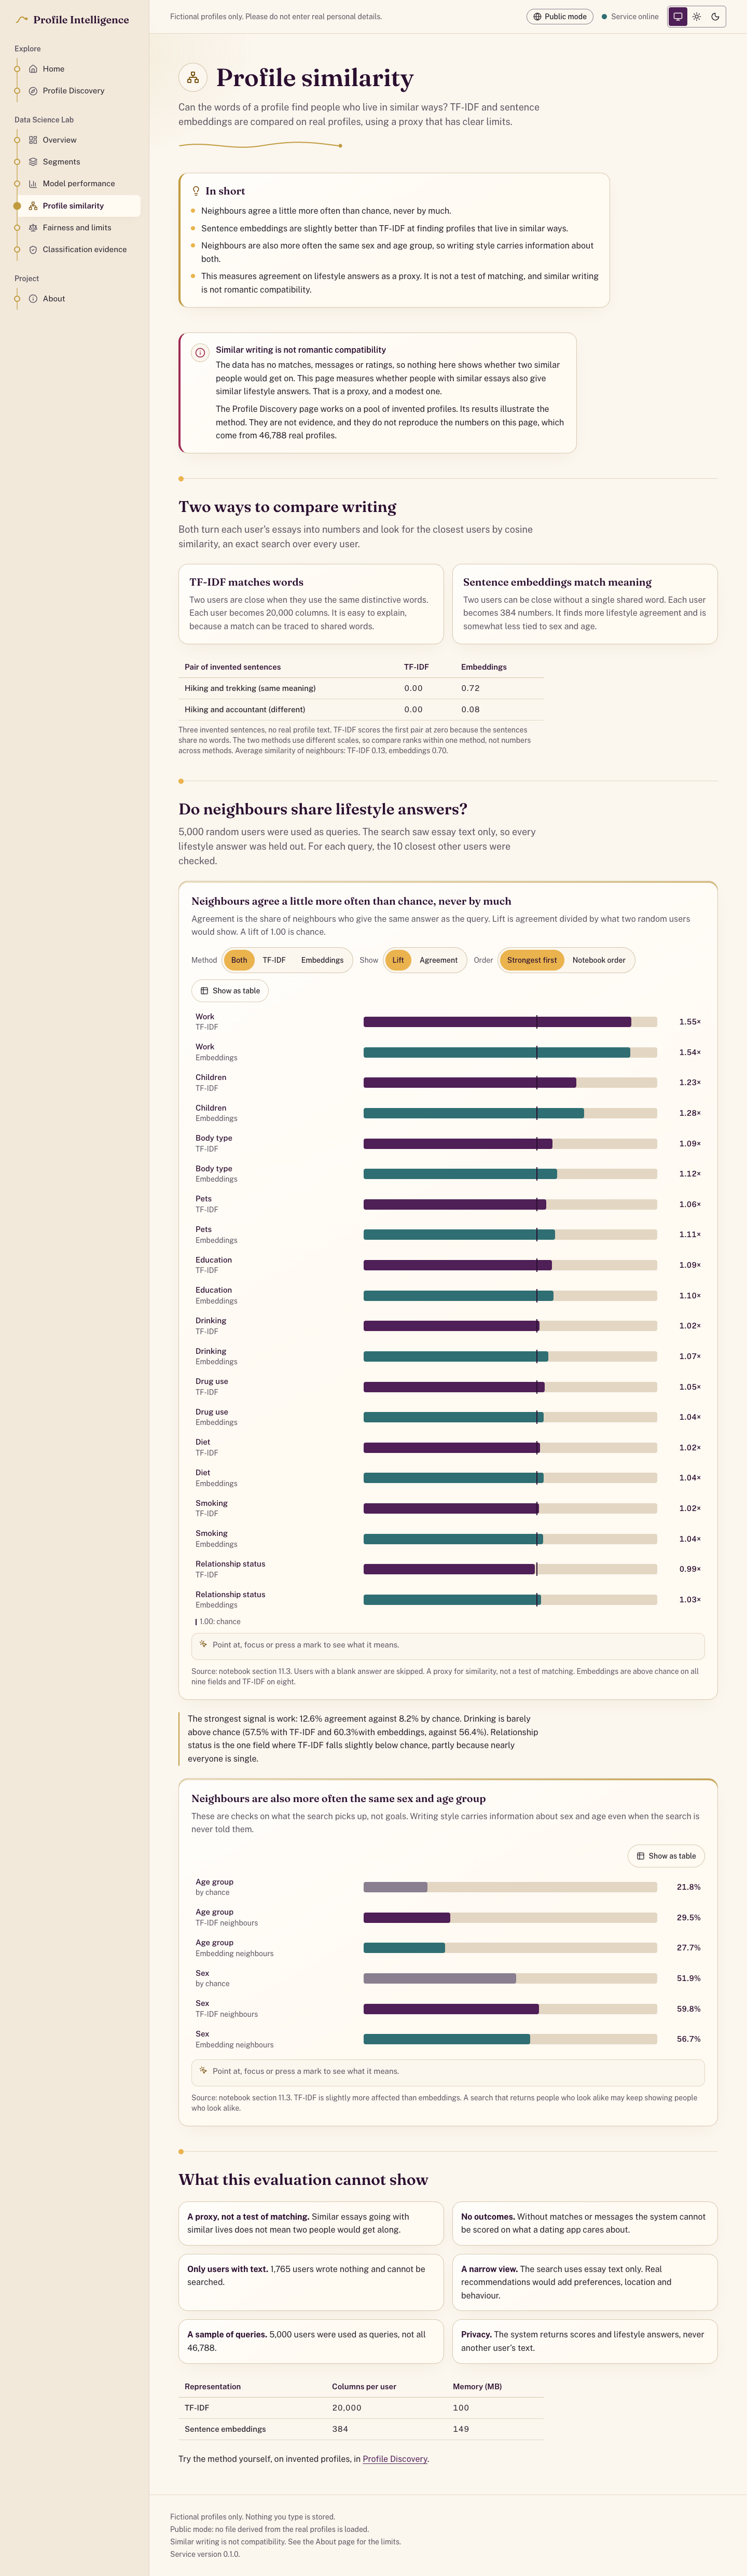 Profile Intelligence
Explore
Home
Profile Discovery
Data Science Lab
Overview
Segments
Model performance
Profile similarity
Fairness and limits
Classification evidence
Project
About
Fictional profiles only. Please do not enter real personal details.
Public mode
Service online
Profile similarity
Can the words of a profile find people who live in similar ways? TF-IDF and sentence
embeddings are compared on real profiles, using a proxy that has clear limits.
In short
Neighbours agree a little more often than chance, never by much.
Sentence embeddings are slightly better than TF-IDF at finding profiles that live in similar ways.
Neighbours are also more often the same sex and age group, so writing style carries information about
both.
This measures agreement on lifestyle answers as a proxy. It is not a test of matching, and similar writing
is not romantic compatibility.
Similar writing is not romantic compatibility
The data has no matches, messages or ratings, so nothing here shows whether two similar
people would get on. This page measures whether people with similar essays also give
similar lifestyle answers. That is a proxy, and a modest one.
The Profile Discovery page works on a pool of invented profiles. Its results illustrate the
method. They are not evidence, and they do not reproduce the numbers on this page, which
come from 46,788 real profiles.
Two ways to compare writing
Both turn each user's essays into numbers and look for the closest users by cosine
similarity, an exact search over every user.
TF-IDF matches words
Two users are close when they use the same distinctive words.
Each user becomes 20,000 columns. It is easy to explain,
because a match can be traced to shared words.
Sentence embeddings match meaning
Two users can be close without a single shared word. Each user
becomes 384 numbers. It finds more lifestyle agreement and is
somewhat less tied to sex and age.
Pair of invented sentences TF-IDF Embeddings
Hiking and trekking (same meaning) 0.00 0.72
Hiking and accountant (different) 0.00 0.08
Three invented sentences, no real profile text. TF-IDF scores the first pair at zero because the sentences
share no words. The two methods use different scales, so compare ranks within one method, not numbers
across methods. Average similarity of neighbours: TF-IDF 0.13, embeddings 0.70.
Do neighbours share lifestyle answers?
5,000 random users were used as queries. The search saw essay text only, so every
lifestyle answer was held out. For each query, the 10 closest other users were
checked.
Neighbours agree a little more often than chance, never by much
Agreement is the share of neighbours who give the same answer as the query. Lift is agreement divided by what two random users
would show. A lift of 1.00 is chance.
Method Both TF-IDF Embeddings Show Lift Agreement Order Strongest first Notebook order
Show as table
Work
TF-IDF
1.55×
Work
Embeddings
1.54×
Children
TF-IDF
1.23×
Children
Embeddings
1.28×
Body type
TF-IDF
1.09×
Body type
Embeddings
1.12×
Pets
TF-IDF
1.06×
Pets
Embeddings
1.11×
Education
TF-IDF
1.09×
Education
Embeddings
1.10×
Drinking
TF-IDF
1.02×
Drinking
Embeddings
1.07×
Drug use
TF-IDF
1.05×
Drug use
Embeddings
1.04×
Diet
TF-IDF
1.02×
Diet
Embeddings
1.04×
Smoking
TF-IDF
1.02×
Smoking
Embeddings
1.04×
Relationship status
TF-IDF
0.99×
Relationship status
Embeddings
1.03×
1.00: chance
Point at, focus or press a mark to see what it means.
Source: notebook section 11.3. Users with a blank answer are skipped. A proxy for similarity, not a test of matching. Embeddings are above chance on all
nine fields and TF-IDF on eight.
The strongest signal is work: 12.6% agreement against 8.2% by chance. Drinking is barely
above chance (57.5% with TF-IDF and 60.3%with embeddings, against 56.4%). Relationship
status is the one field where TF-IDF falls slightly below chance, partly because nearly
everyone is single.
Neighbours are also more often the same sex and age group
These are checks on what the search picks up, not goals. Writing style carries information about sex and age even when the search is
never told them.
Show as table
Age group
by chance
21.8%
Age group
TF-IDF neighbours
29.5%
Age group
Embedding neighbours
27.7%
Sex
by chance
51.9%
Sex
TF-IDF neighbours
59.8%
Sex
Embedding neighbours
56.7%
Point at, focus or press a mark to see what it means.
Source: notebook section 11.3. TF-IDF is slightly more affected than embeddings. A search that returns people who look alike may keep showing people
who look alike.
What this evaluation cannot show
A proxy, not a test of matching. Similar essays going with
similar lives does not mean two people would get along.
No outcomes. Without matches or messages the system cannot
be scored on what a dating app cares about.
Only users with text. 1,765 users wrote nothing and cannot be
searched.
A narrow view. The search uses essay text only. Real
recommendations would add preferences, location and
behaviour.
A sample of queries. 5,000 users were used as queries, not all
46,788.
Privacy. The system returns scores and lifestyle answers, never
another user's text.
Representation Columns per user Memory (MB)
TF-IDF 20,000 100
Sentence embeddings 384 149
Try the method yourself, on invented profiles, in Profile Discovery.
Fictional profiles only. Nothing you type is stored.
Public mode: no file derived from the real profiles is loaded.
Similar writing is not compatibility. See the About page for the limits.
Service version 0.1.0.